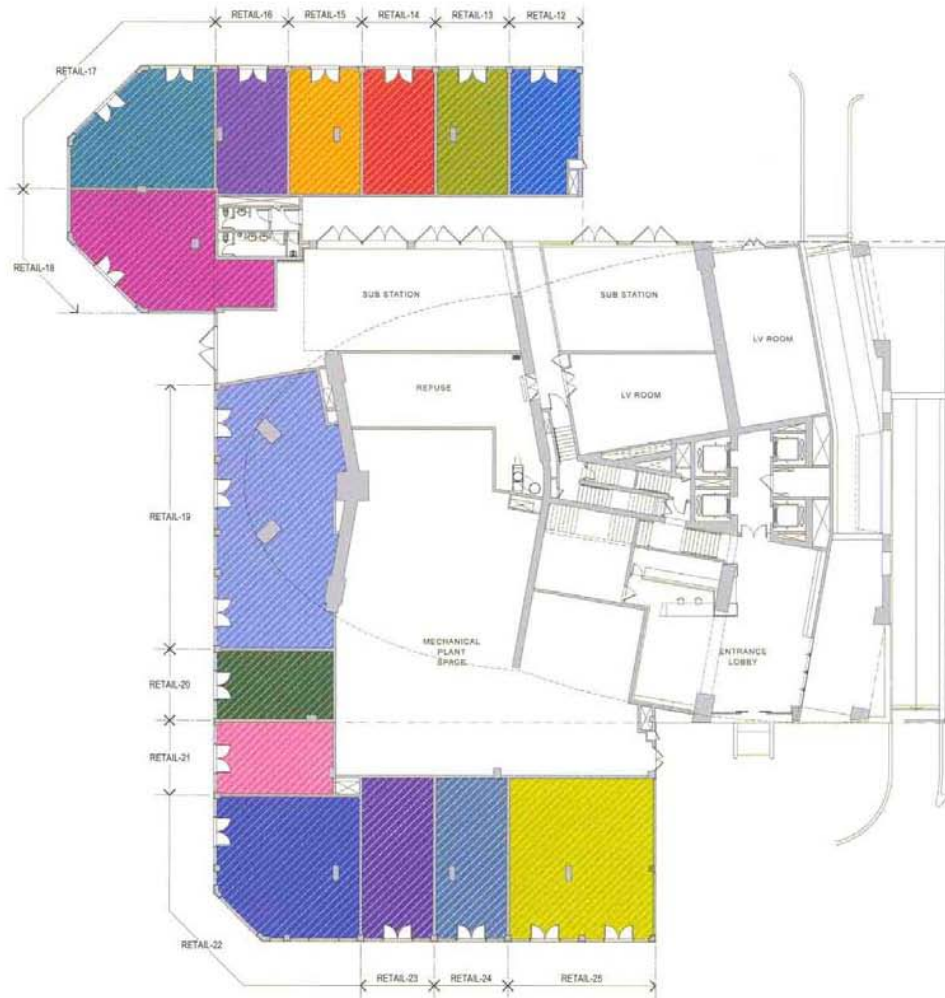 RETAIL-16
RETAIL-15
RETAIL-14
RETAIL-13
RETAL-12
RETAIL-17
RETAIL-18
SUB STATION
SUB STATION
LV ROOM
REFUSE
LV ROOM
RETAIL-19
MECHANICAL
PLANT
SPACE
ENTRANCE
LOBBY
RETAIL-20
RETAIL-21
RETAIL-22
RETAIL-23
RETAIL-24
RETAIL-25